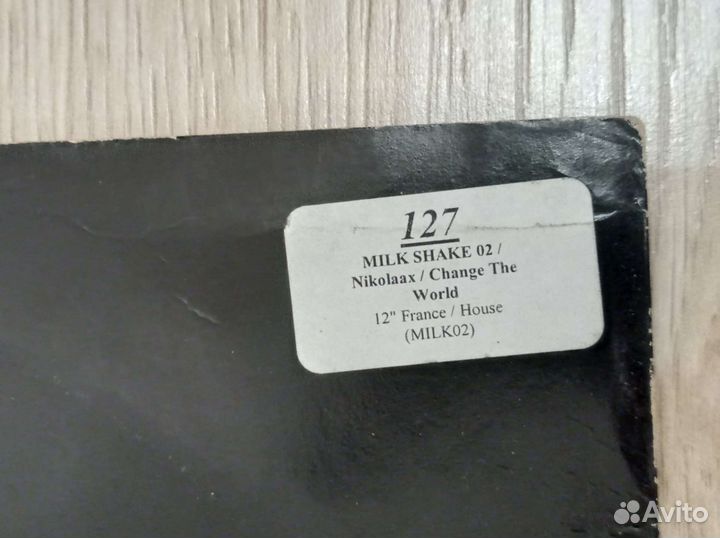 127
MILK SHAKE 02 /
Nikolaax / Change The
World
12" France / House
(MILK02)
Avito